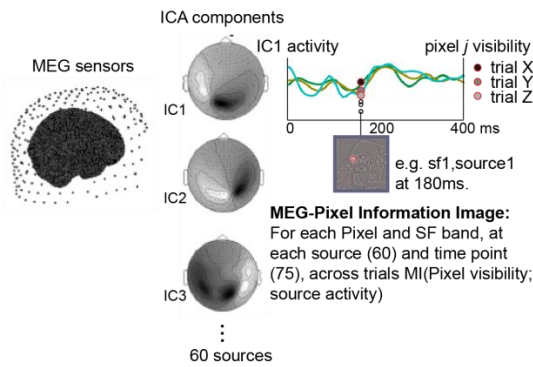 ICA components
MEG sensors
IC1
IC2
IC3
60 sources
IC1 activity
pixel j visibility
trial X
trial Y
trial Z
0 200 400 ms
e.g. sf1,source1
at 180ms.
MEG-Pixel Information Image:
For each Pixel and SF band, at
each source (60) and time point
(75), across trials MI(Pixel visibility;
source activity)